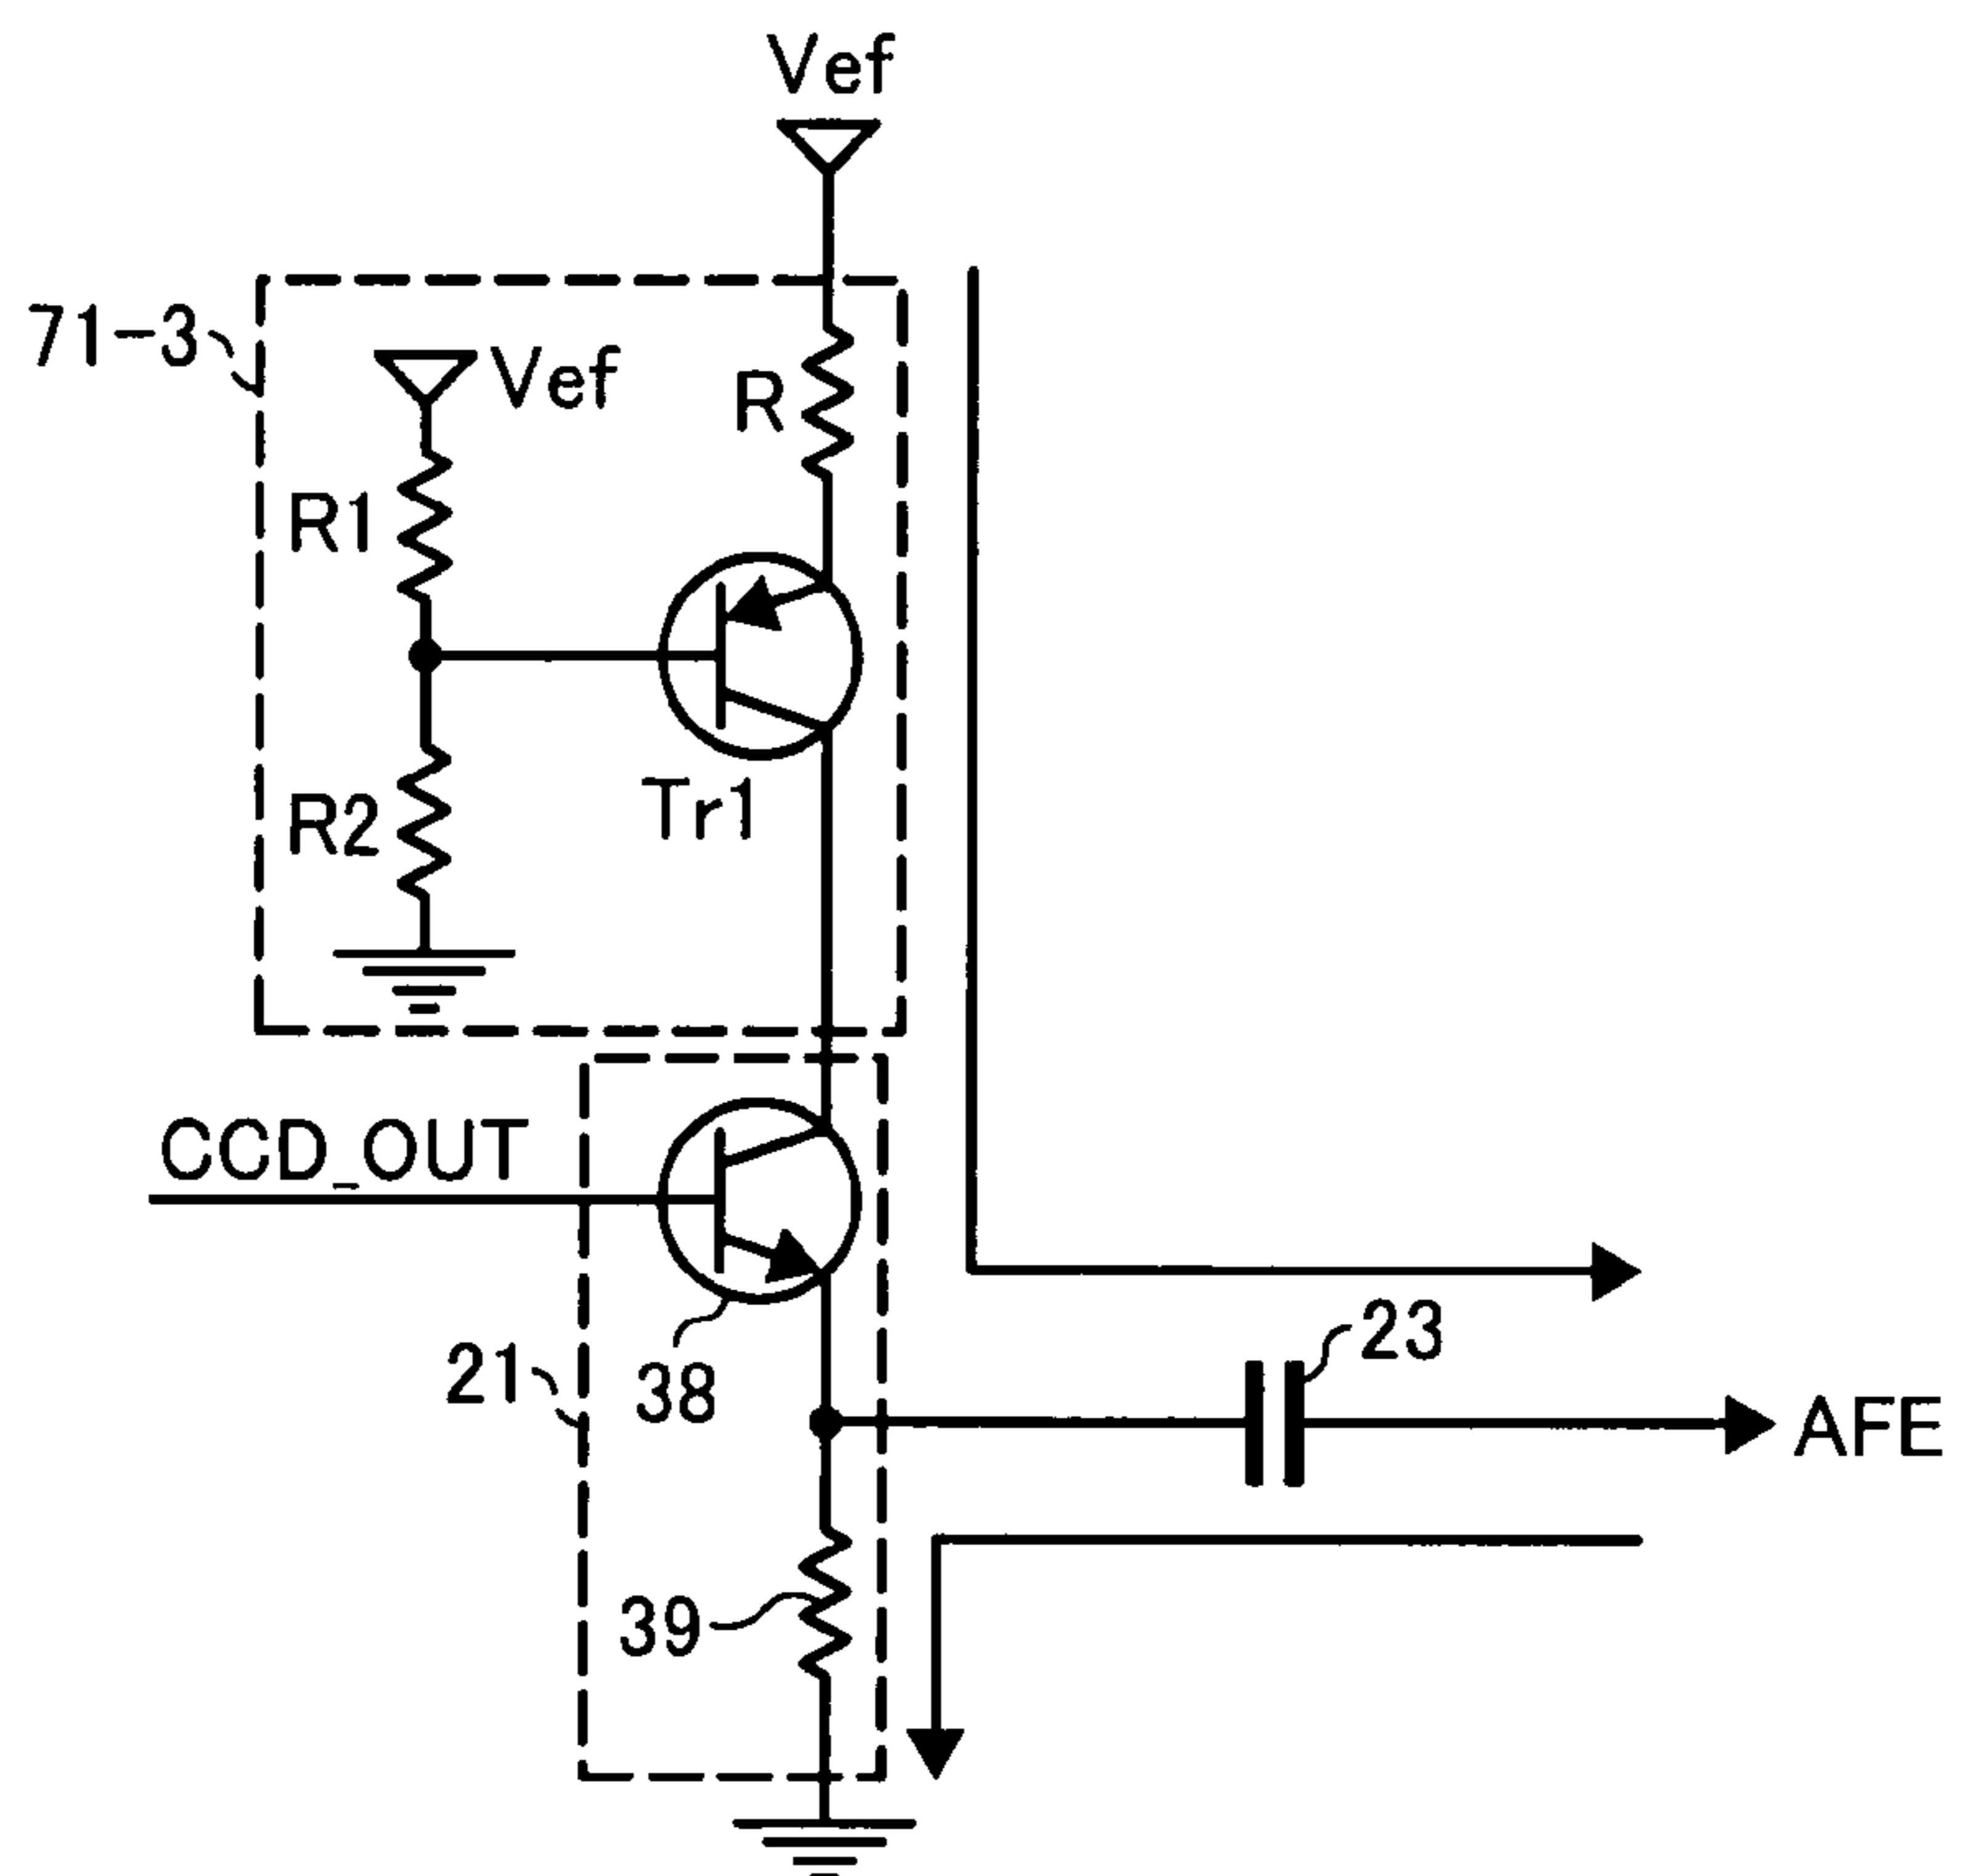 Vef
71-3
Vef
R
R1
R2
Tr1
CCD_OUT
23
21
38
AFE
39